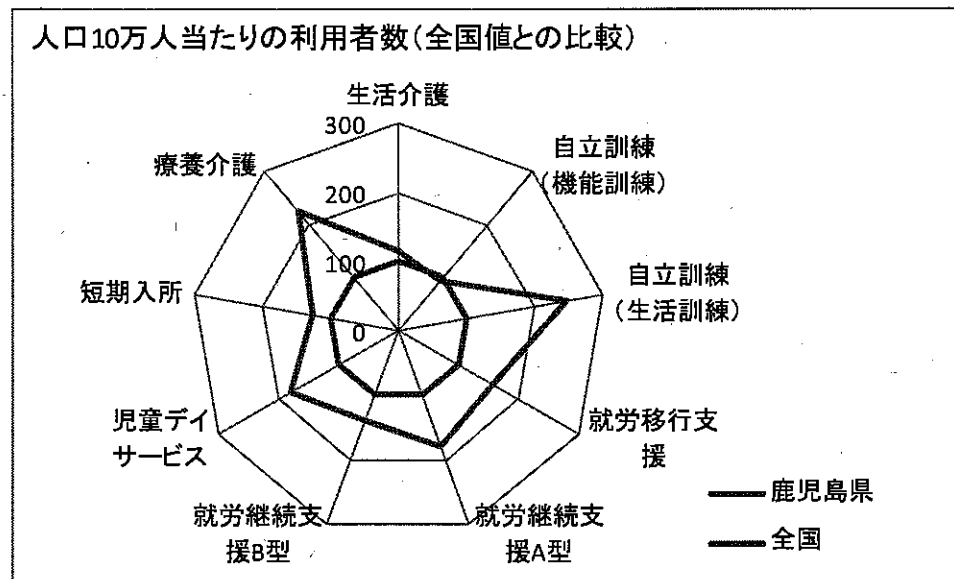 人口10万人当たりの利用者数(全国値との比較)
生活介護
300
自立訓練
(機能訓練)
療養介護
200
100
自立訓練
(生活訓練)
短期入所
0
児童デイ
サービス
就労移行支
援
鹿児島県
就労継続支
援B型
就労継続支
援A型
全国